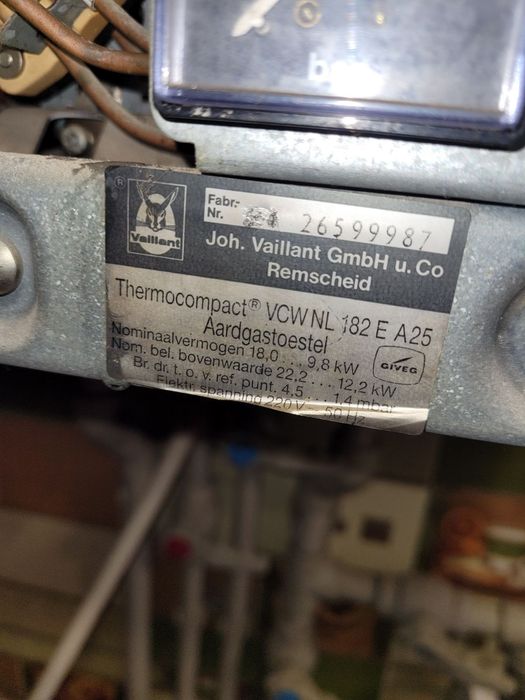 Vaillant
®
Fabr.-
Nr.
26599987
Joh. Vaillant GmbH u. Co
Remscheid
Thermocompact® VCW NL 182 E A25
Aardgastoestel
Nominaalvermogen 18,0 ... 9,8 kW
Nom. bel. bovenwaarde 22,2 ... 12,2 kW
Br. dr. t. o. v. ref. punt. 4,5 ... 1,4 mbar
Elektr. spanning 220 V ~ 50 Hz
GIVEG